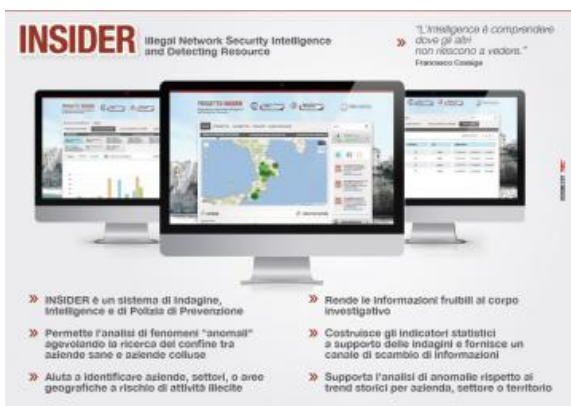 INSIDER
Illegal Network Security Intelligence
and Detecting Resource
"L'Intelligence è comprendere
dove gli altri
non riescono a vedere."
Francesco Cossiga
PROGETTO INSIDER
» INSIDER è un sistema di Indagine,
Intelligence e di Polizia di Prevenzione
» Permette l'analisi di fenomeni "anomali"
agevolando la ricerca del confine tra
aziende sane e aziende colluse
» Aiuta a identificare aziende, settori, o aree
geografiche a rischio di attività illecite
» Rende le informazioni fruibili al corpo
investigativo
» Costruisce gli indicatori statistici
a supporto delle indagini e fornisce un
canale di scambio di informazioni
» Supporta l'analisi di anomalie rispetto ai
trend storici per azienda, settore o territorio